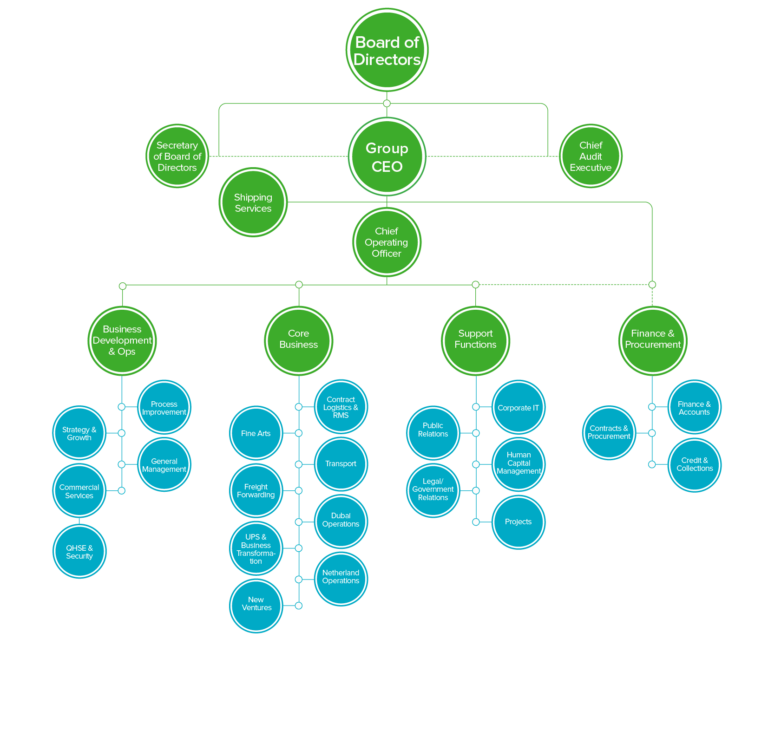 Board of
Directors
Secretary
of Board of
Directors
Group
CEO
Chief
Audit
Executive
Shipping
Services
Chief
Operating
Officer
Business
Development
& Ops
Core
Business
Support
Functions
Finance &
Procurement
Process
Improvement
Strategy &
Growth
General
Management
Commercial
Services
QHSE &
Security
Contract
Logistics &
RMS
Fine Arts
Transport
Freight
Forwarding
Dubai
Operations
UPS &
Business
Transforma-
tion
Netherland
Operations
New
Ventures
Corporate IT
Public
Relations
Human
Capital
Management
Legal/
Government
Relations
Projects
Finance &
Accounts
Contracts &
Procurement
Credit &
Collections